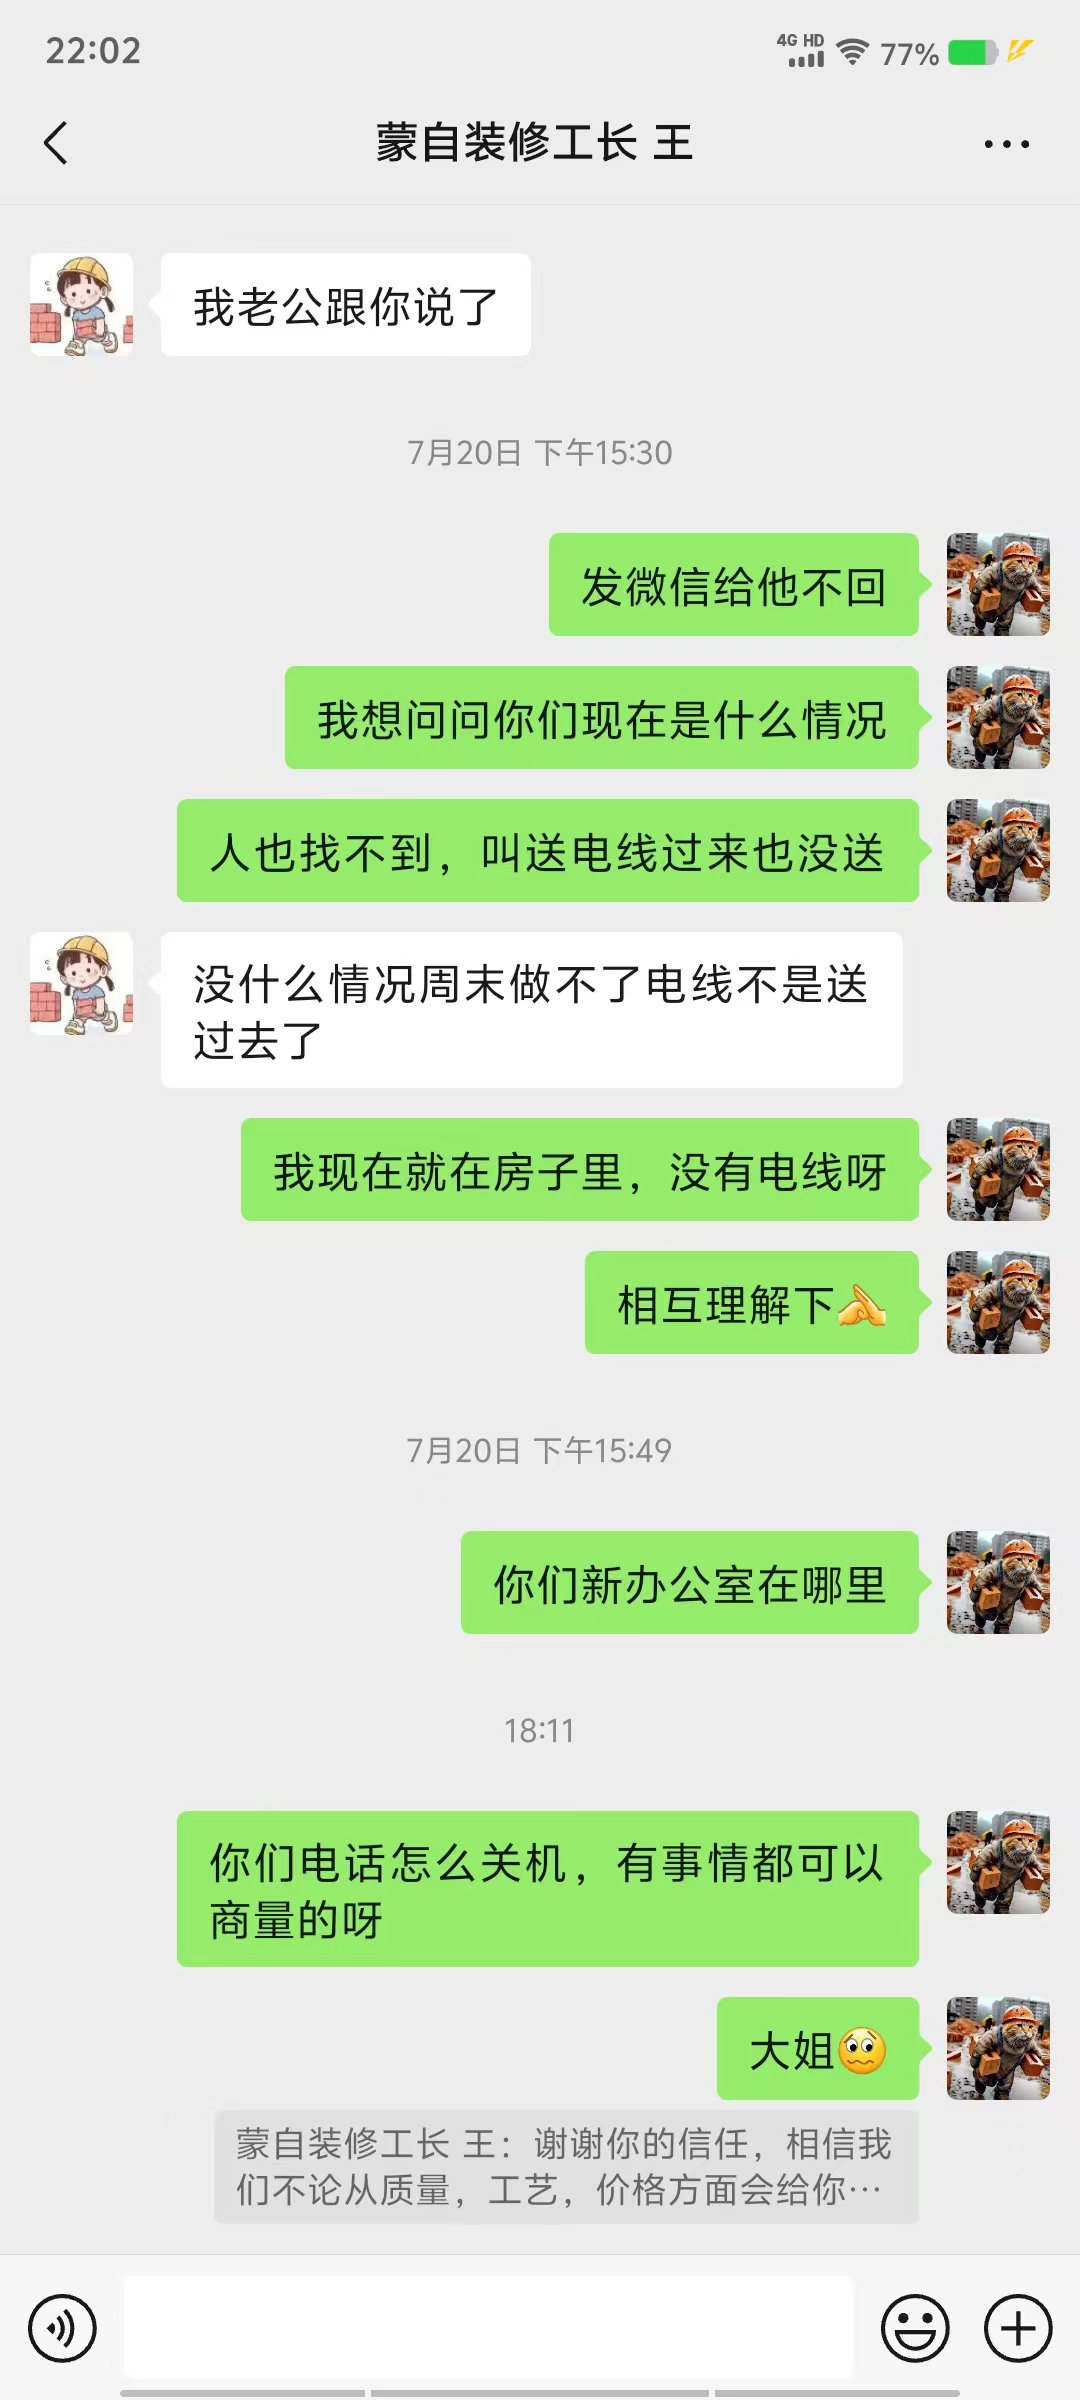 22:02
4G HD
77%
蒙自装修工长 王
我老公跟你说了
7月20日 下午15:30
发微信给他不回
我想问问你们现在是什么情况
人也找不到，叫送电线过来也没送
没什么情况周末做不了电线不是送
过去了
我现在就在房子里，没有电线呀
相互理解下
7月20日 下午15:49
你们新办公室在哪里
18:11
你们电话怎么关机，有事情都可以
商量的呀
大姐
蒙自装修工长 王：谢谢你的信任，相信我
们不论从质量，工艺，价格方面会给你…